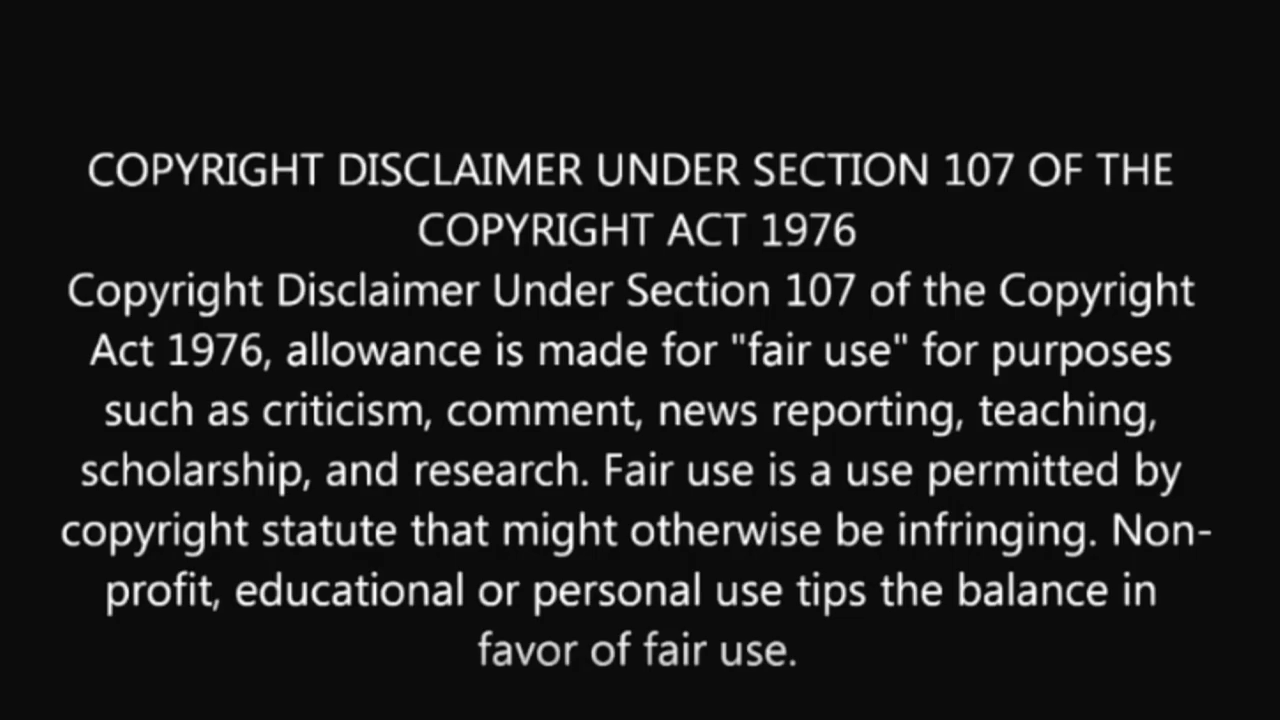 COPYRIGHT DISCLAIMER UNDER SECTION 107 OF THE
COPYRIGHT ACT 1976
Copyright Disclaimer Under Section 107 of the Copyright
Act 1976, allowance is made for "fair use" for purposes
such as criticism, comment, news reporting, teaching,
scholarship, and research. Fair use is a use permitted by
copyright statute that might otherwise be infringing. Non-
profit, educational or personal use tips the balance in
favor of fair use.